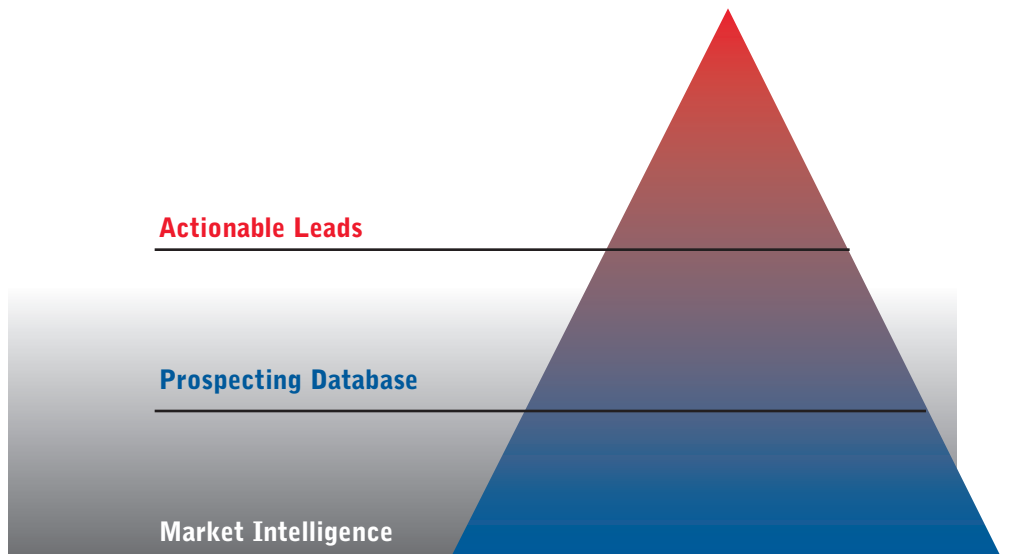 Actionable Leads
Prospecting Database
Market Intelligence